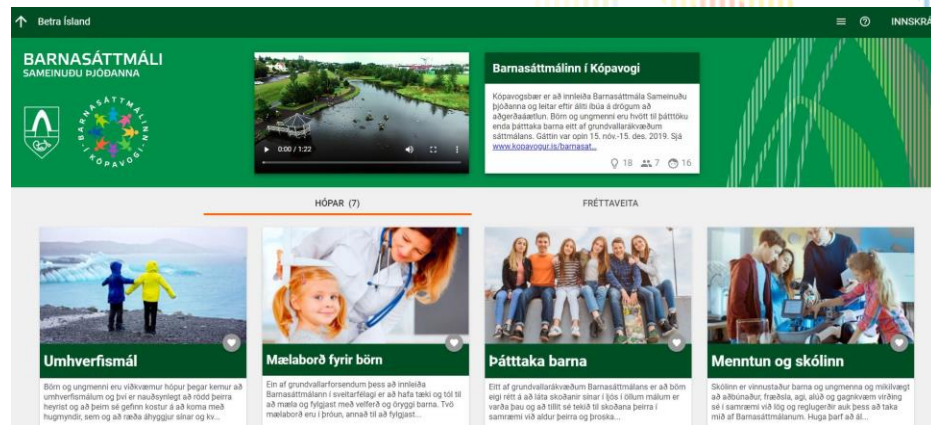 Betra Ísland
INNSKRÁ
BARNASÁTTMÁLI
SAMEINUÐU ÞJÓÐANNA
BARNASÁTTMÁLINN
Í KÓPAVOGI
0:00 / 1:22
Barnasáttmálinn í Kópavogi
Kópavogsbær er að innleiða Barnasáttmála Sameinuðu
þjóðanna og leitar eftir áliti íbúa á drögum að
aðgerðaáætlun. Börn og ungmenni eru hvött til þátttöku
enda þátttaka barna eitt af grundvallarákvæðum
sáttmálans. Gáttin var opin 15. nóv.-15. des. 2019. Sjá
www.kopavogur.is/barnasat...
18 7 16
HÓPAR (7)
FRÉTTAVEITA
Umhverfismál
Börn og ungmenni eru viðkvæmur hópur þegar kemur að
umhverfismálum og því er nauðsynlegt að rödd þeirra
heyrist og að þeim sé gefinn kostur á að koma með
hugmyndir, sem og að ræða áhyggjur sínar og kv...
Mælaborð fyrir börn
Ein af grundvallarforsendum þess að innleiða
Barnasáttmálann í sveitarfélagi er að hafa tæki og tól til
að mæla og fylgjast með velferð og öryggi barna. Tvö
mælaborð eru í þróun, annað til að fylgjast...
Þátttaka barna
Eitt af grundvallarákvæðum Barnasáttmálans er að börn
eigi rétt á að láta skoðanir sínar í ljós í öllum málum er
varða þau og að tillit sé tekið til skoðana þeirra í
samræmi við aldur þeirra og þroska...
Menntun og skólinn
Skólinn er vinnustaður barna og ungmenna og mikilvægt
að aðbúnaður, fræðsla, agi, alúð og gagnkvæm virðing
sé í samræmi við lög og reglugerðir auk þess að taka
mið af Barnasáttmálanum. Huga þarf að ál...